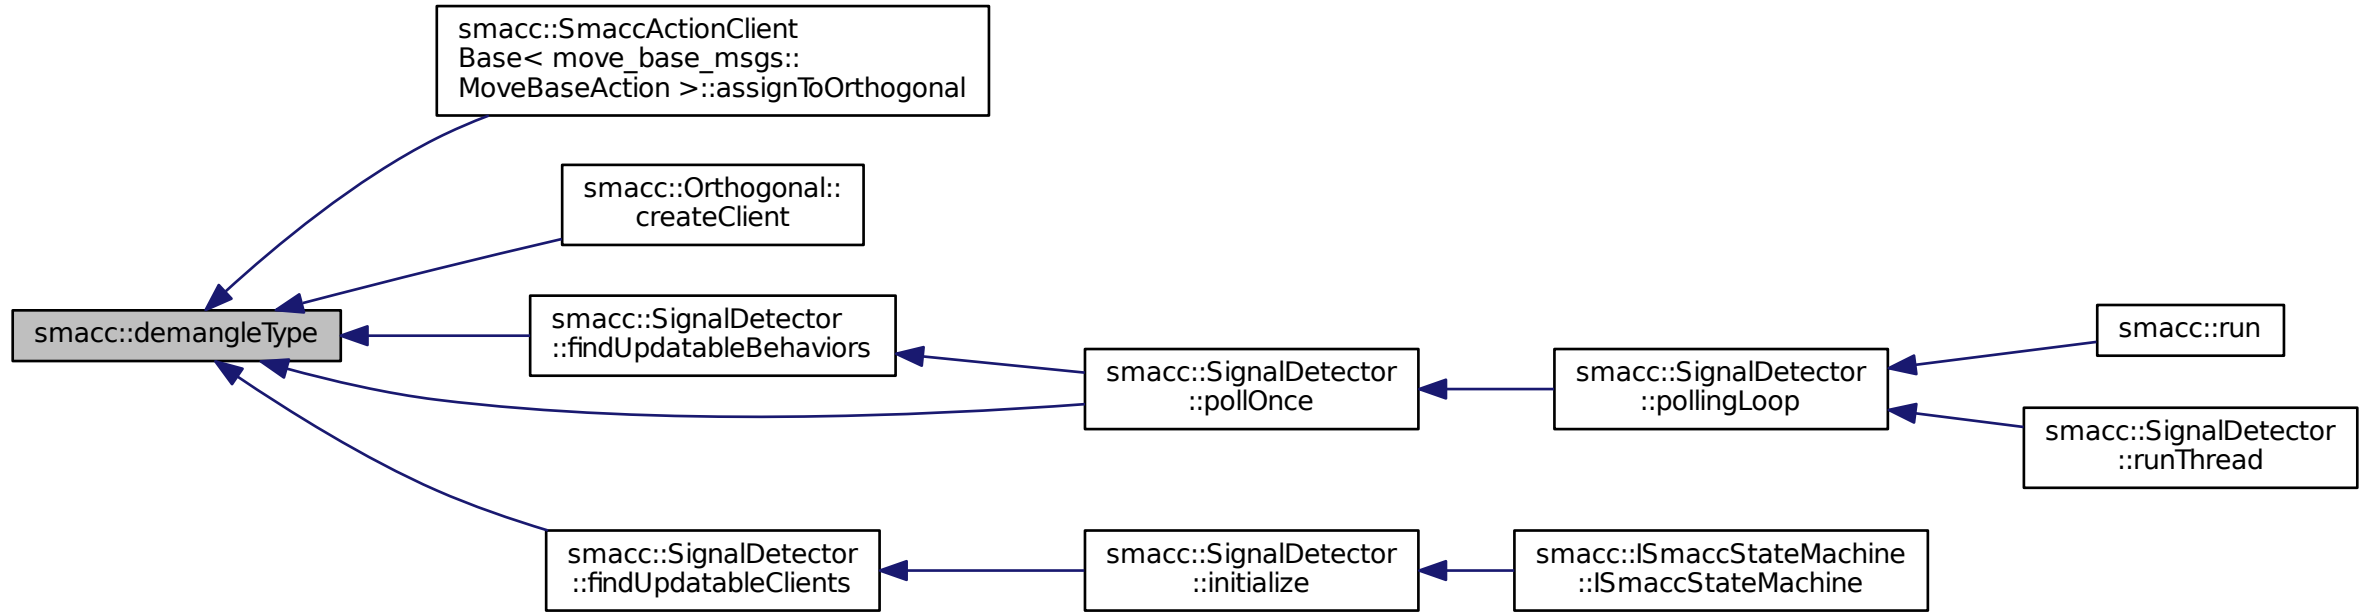 smacc::SmaccActionClient
Base< move_base_msgs::
MoveBaseAction >::assignToOrthogonal
smacc::Orthogonal::
createClient
smacc::demangleType
smacc::SignalDetector
::findUpdatableBehaviors
smacc::SignalDetector
::pollOnce
smacc::SignalDetector
::pollingLoop
smacc::run
smacc::SignalDetector
::runThread
smacc::SignalDetector
::findUpdatableClients
smacc::SignalDetector
::initialize
smacc::ISmaccStateMachine
::ISmaccStateMachine